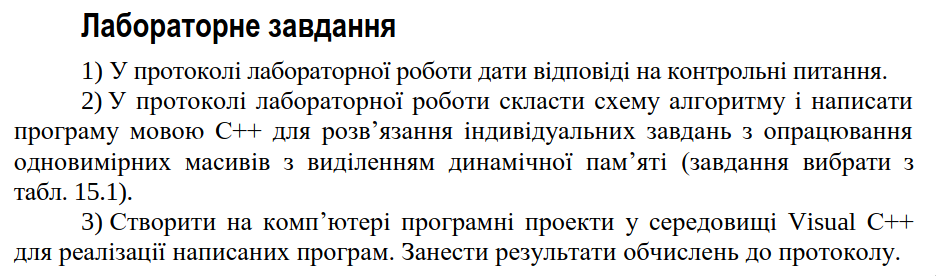 Лабораторне завдання
1) У протоколі лабораторної роботи дати відповіді на контрольні питання.
2) У протоколі лабораторної роботи скласти схему алгоритму і написати
програму мовою С++ для розв’язання індивідуальних завдань з опрацювання
одновимірних масивів з виділенням динамічної пам’яті (завдання вибрати з
табл. 15.1).
3) Створити на комп’ютері програмні проекти у середовищі Visual C++
для реалізації написаних програм. Занести результати обчислень до протоколу.